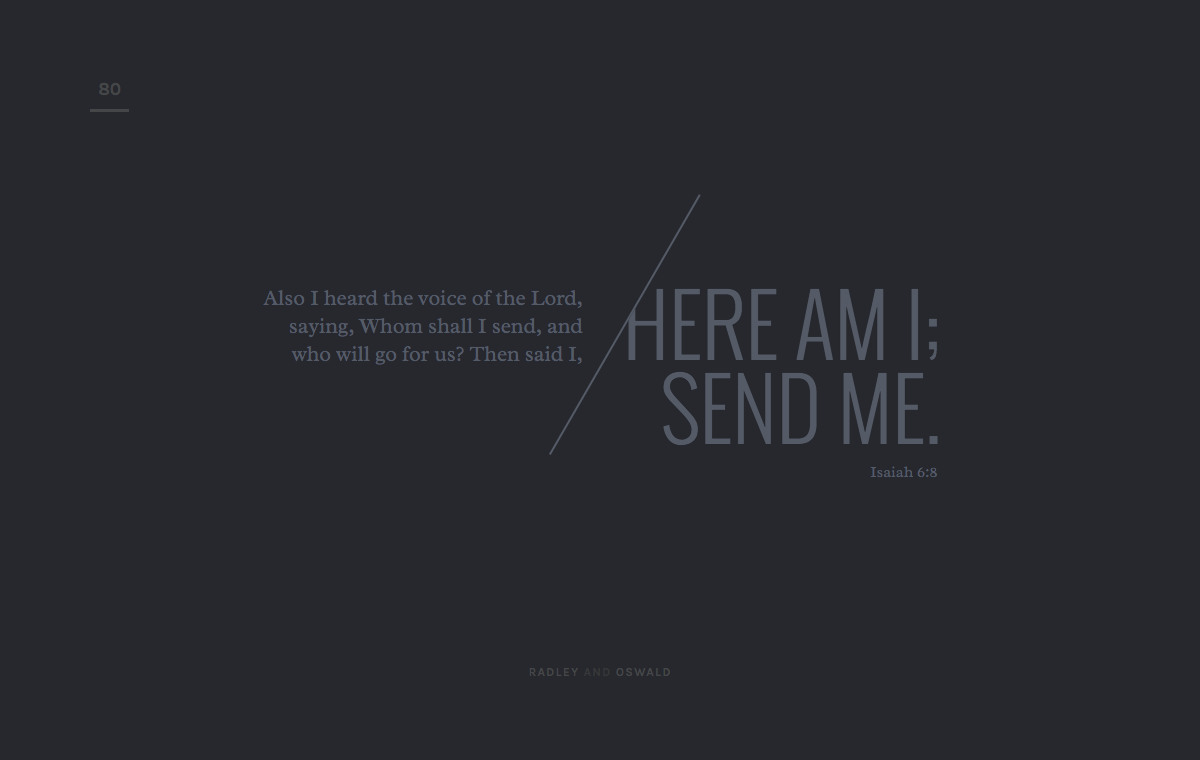 80
Also I heard the voice of the Lord,
saying, Whom shall I send, and
who will go for us? Then said I,
HERE AM I;
SEND ME.
Isaiah 6:8
RADLEY AND OSWALD